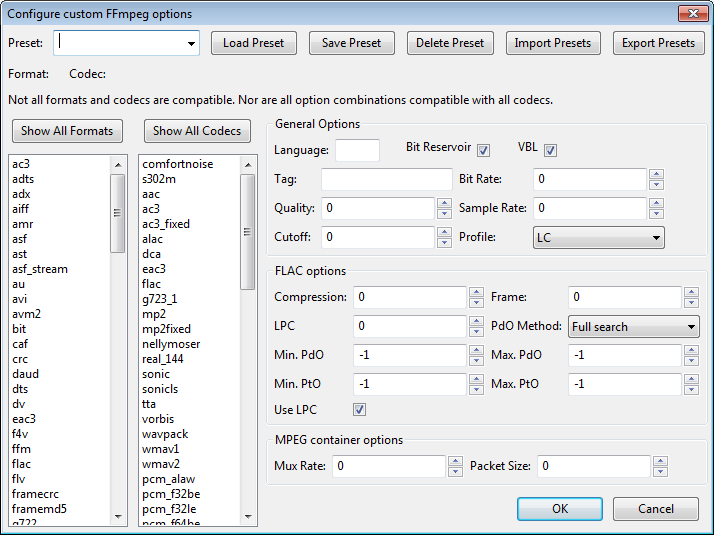 Configure custom FFmpeg options
Preset: Load Preset Save Preset Delete Preset Import Presets Export Presets
Format: Codec:
Not all formats and codecs are compatible. Nor are all option combinations compatible with all codecs.
Show All Formats
ac3
adts
adx
aiff
amr
asf
ast
asf_stream
au
avi
avm2
bit
caf
crc
daud
dts
dv
eac3
f4v
ffm
flac
flv
framecrc
framemd5
g722
Show All Codecs
comfortnoise
s302m
aac
ac3
ac3_fixed
alac
dca
eac3
flac
g723_1
mp2
mp2fixed
nellymoser
real_144
sonic
sonicls
tta
vorbis
wavpack
wmav1
wmav2
pcm_alaw
pcm_f32be
pcm_f32le
pcm_f64be
General Options
Language: Bit Reservoir VBL
Tag: Bit Rate: 0
Quality: 0 Sample Rate: 0
Cutoff: 0 Profile: LC
FLAC options
Compression: 0 Frame: 0
LPC 0 PdO Method: Full search
Min. PdO -1 Max. PdO -1
Min. PtO -1 Max. PtO -1
Use LPC
MPEG container options
Mux Rate: 0 Packet Size: 0
OK Cancel